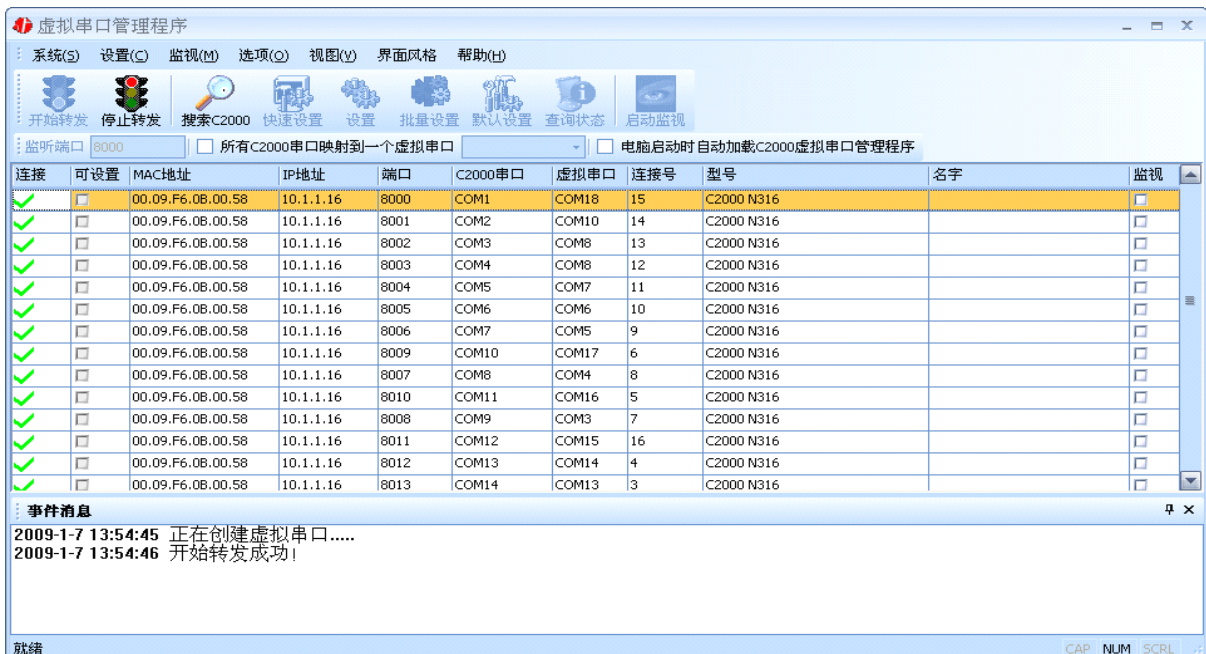 虚拟串口管理程序
系统(S) 设置(C) 监视(M) 选项(O) 视图(V) 界面风格 帮助(H)
开始转发 停止转发 搜索C2000 快速设置 设置 批量设置 默认设置 查询状态 启动监视
监听端口 8000 所有C2000串口映射到一个虚拟串口 电脑启动时自动加载C2000虚拟串口管理程序
连接 可设置 MAC地址 IP地址 端口 C2000串口 虚拟串口 连接号 型号 名字 监视
00.09.F6.0B.00.58 10.1.1.16 8000 COM1 COM18 15 C2000 N316
00.09.F6.0B.00.58 10.1.1.16 8001 COM2 COM10 14 C2000 N316
00.09.F6.0B.00.58 10.1.1.16 8002 COM3 COM8 13 C2000 N316
00.09.F6.0B.00.58 10.1.1.16 8003 COM4 COM8 12 C2000 N316
00.09.F6.0B.00.58 10.1.1.16 8004 COM5 COM7 11 C2000 N316
00.09.F6.0B.00.58 10.1.1.16 8005 COM6 COM6 10 C2000 N316
00.09.F6.0B.00.58 10.1.1.16 8006 COM7 COM5 9 C2000 N316
00.09.F6.0B.00.58 10.1.1.16 8009 COM10 COM17 6 C2000 N316
00.09.F6.0B.00.58 10.1.1.16 8007 COM8 COM4 8 C2000 N316
00.09.F6.0B.00.58 10.1.1.16 8010 COM11 COM16 5 C2000 N316
00.09.F6.0B.00.58 10.1.1.16 8008 COM9 COM3 7 C2000 N316
00.09.F6.0B.00.58 10.1.1.16 8011 COM12 COM15 16 C2000 N316
00.09.F6.0B.00.58 10.1.1.16 8012 COM13 COM14 4 C2000 N316
00.09.F6.0B.00.58 10.1.1.16 8013 COM14 COM13 3 C2000 N316
事件消息
2009-1-7 13:54:45 正在创建虚拟串口.....
2009-1-7 13:54:46 开始转发成功!
就绪 CAP NUM SCRL